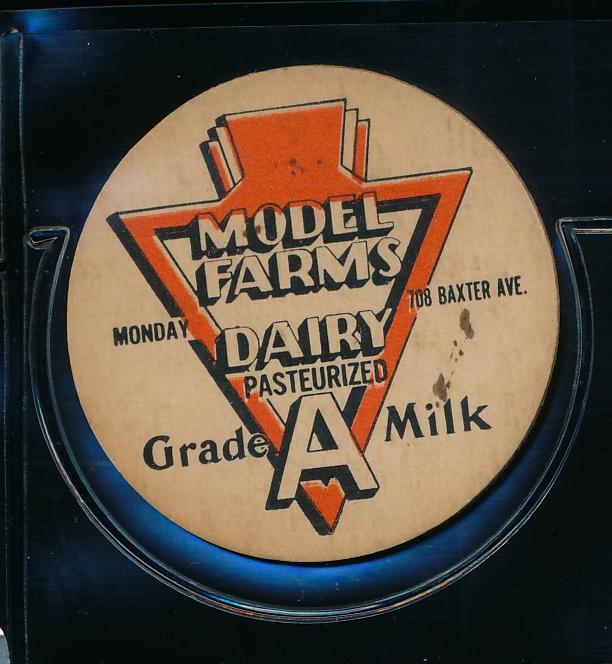 MODEL
FARMS
DAIRY
708 BAXTER AVE.
MONDAY
PASTEURIZED
Grade A Milk